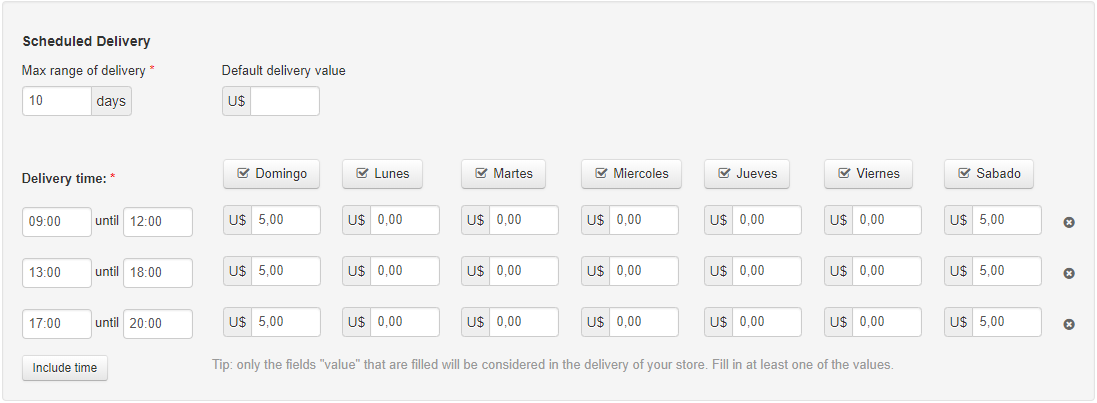 Scheduled Delivery
Max range of delivery * Default delivery value
10 days U$
Delivery time: * Domingo Lunes Martes Miercoles Jueves Viernes Sabado
09:00 until 12:00 U$ 5,00 U$ 0,00 U$ 0,00 U$ 0,00 U$ 0,00 U$ 0,00 U$ 5,00
13:00 until 18:00 U$ 5,00 U$ 0,00 U$ 0,00 U$ 0,00 U$ 0,00 U$ 0,00 U$ 5,00
17:00 until 20:00 U$ 5,00 U$ 0,00 U$ 0,00 U$ 0,00 U$ 0,00 U$ 0,00 U$ 5,00
Include time Tip: only the fields "value" that are filled will be considered in the delivery of your store. Fill in at least one of the values.